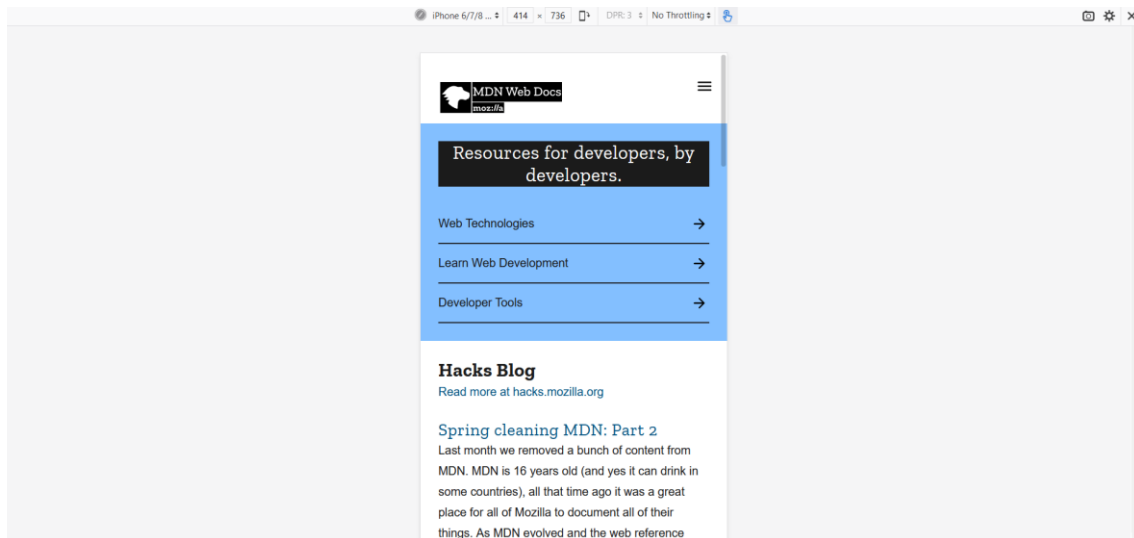 iPhone 6/7/8 ... 414 × 736 DPR: 3 No Throttling
MDN Web Docs
moz://a
Resources for developers, by
developers.
Web Technologies
Learn Web Development
Developer Tools
Hacks Blog
Read more at hacks.mozilla.org
Spring cleaning MDN: Part 2
Last month we removed a bunch of content from
MDN. MDN is 16 years old (and yes it can drink in
some countries), all that time ago it was a great
place for all of Mozilla to document all of their
things. As MDN evolved and the web reference